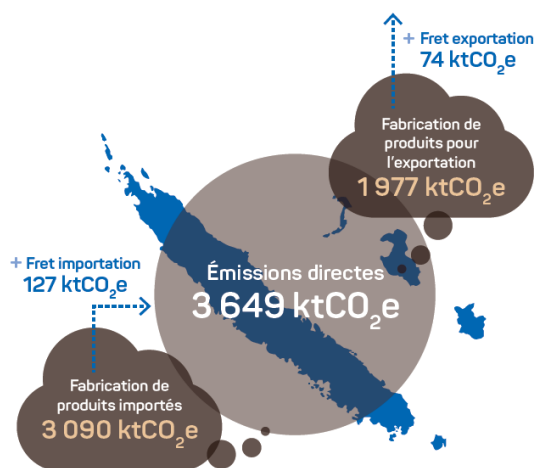 + Fret exportation
74 ktCO₂e
Fabrication de
produits pour
l'exportation
1 977 ktCO₂e
Émissions directes
3 649 ktCO₂e
+ Fret importation
127 ktCO₂e
Fabrication de
produits importés
3 090 ktCO₂e